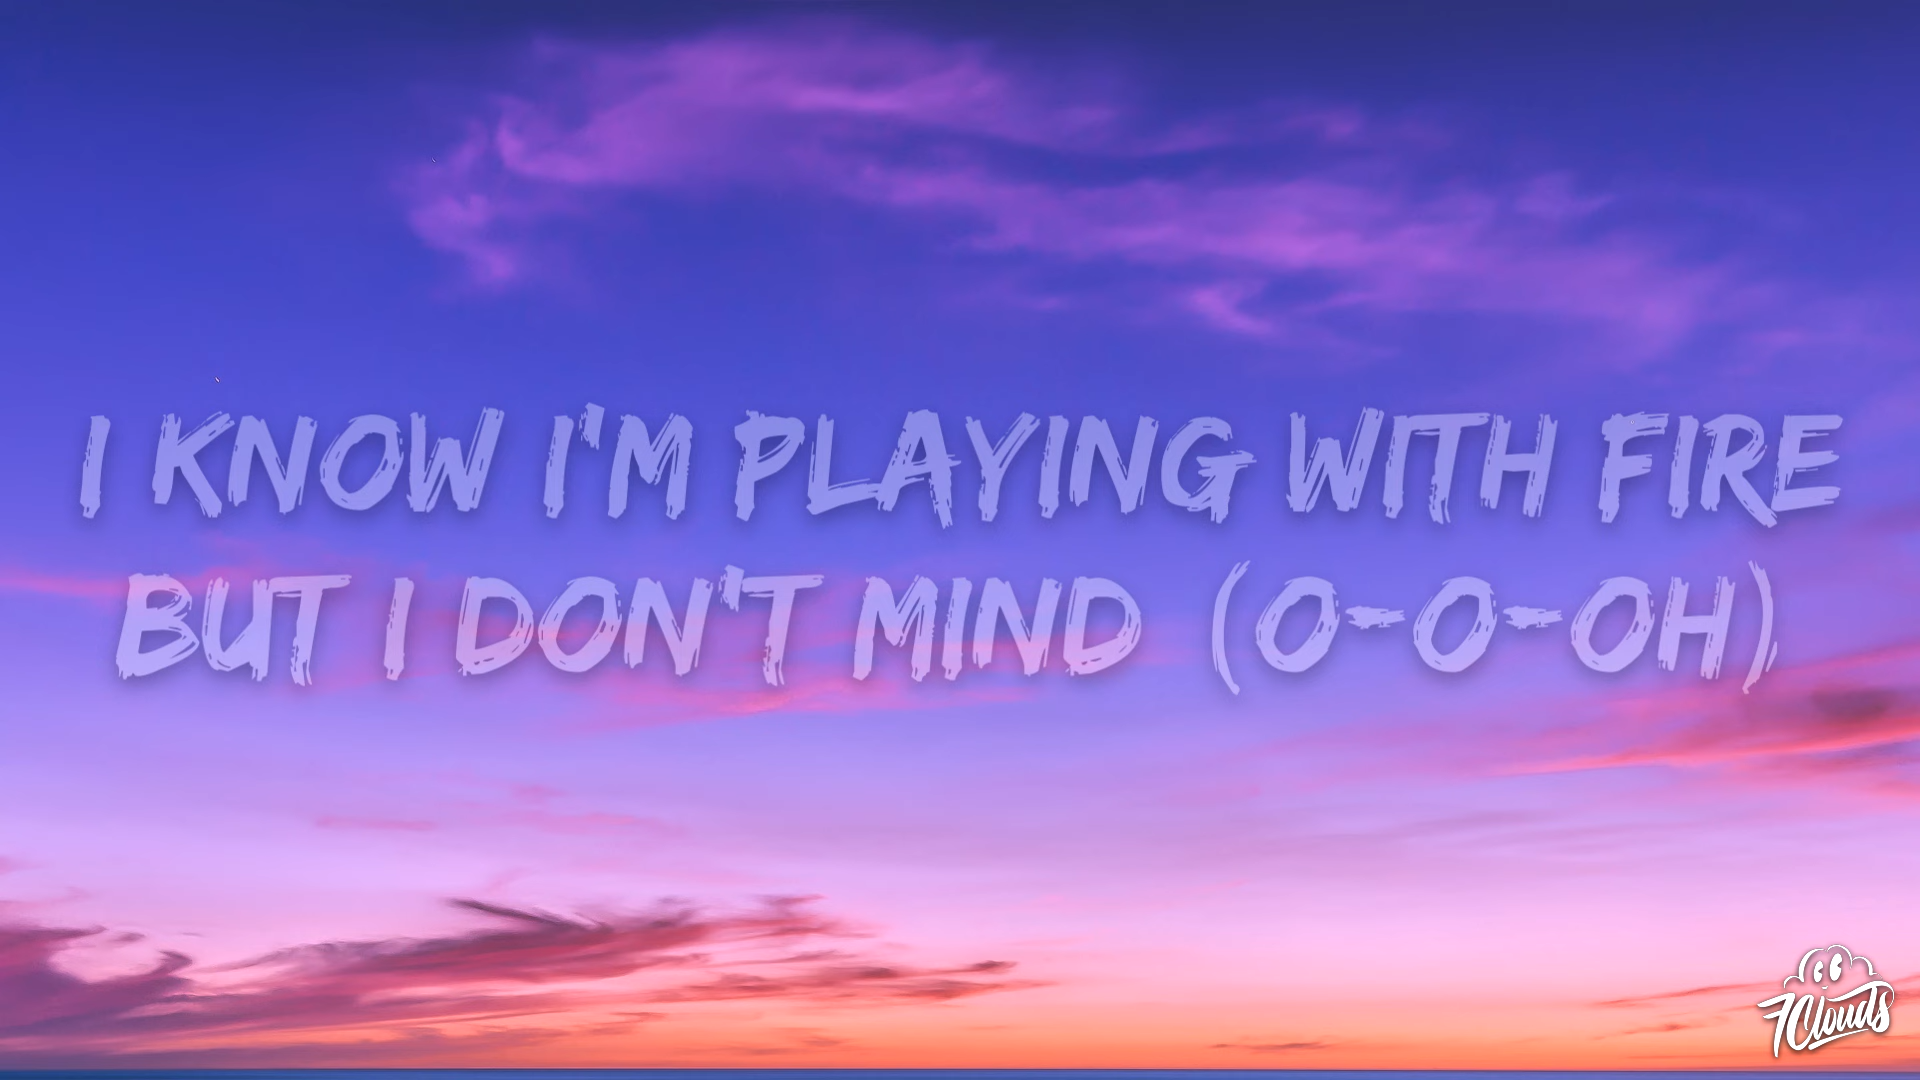 I KNOW I'M PLAYING WITH FIRE
BUT I DON'T MIND (O-O-OH)
7Clouds